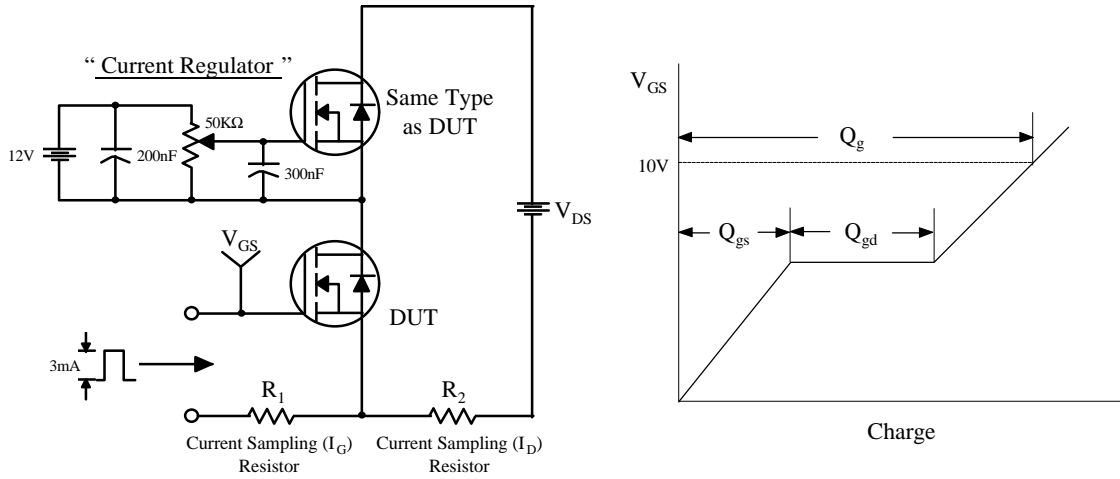 “ Current Regulator ”
12V
200nF
50KΩ
300nF
Same Type
as DUT
V_DS
V_GS
DUT
3mA
R_1
R_2
Current Sampling (I_G)
Resistor
Current Sampling (I_D)
Resistor
V_GS
Q_g
10V
Q_gs
Q_gd
Charge